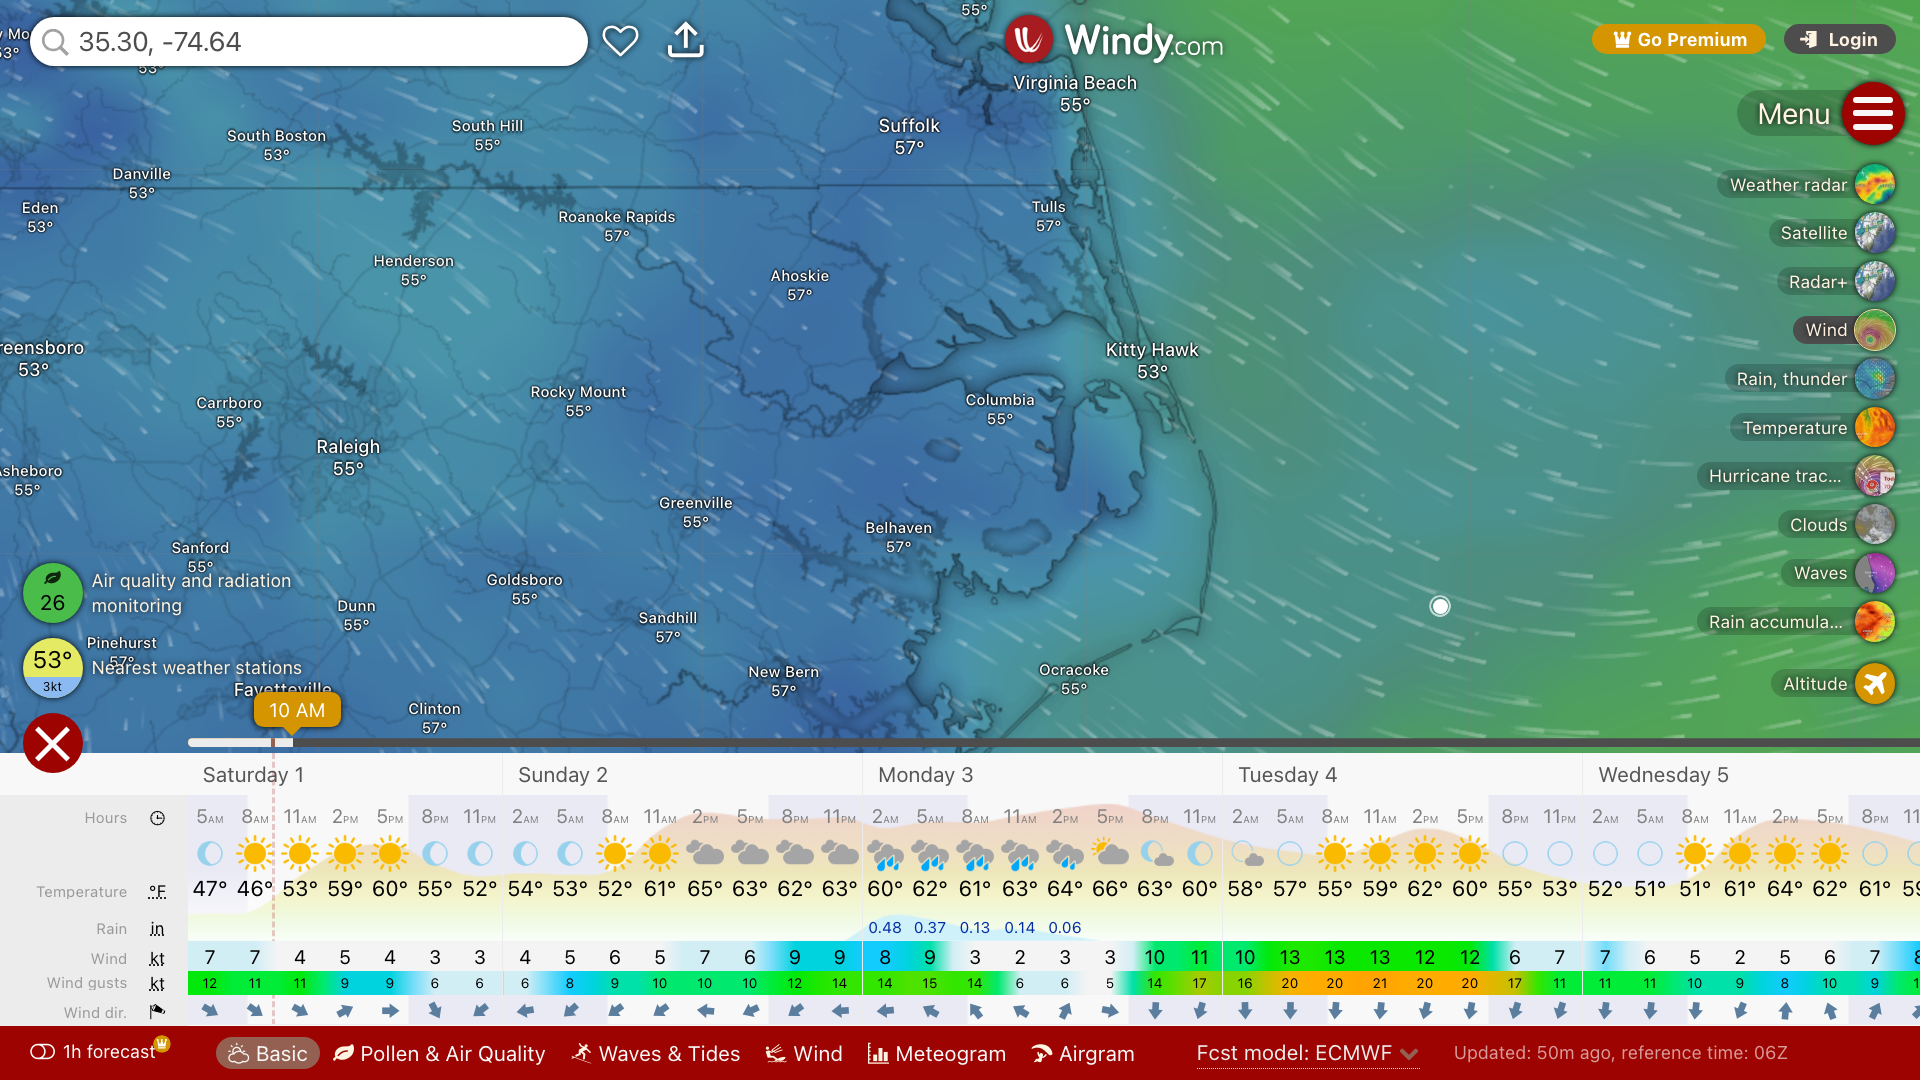 55°
35.30, -74.64
Windy.com
Go Premium
Login
53°
53°
Virginia Beach
55°
Menu
South Boston
53°
South Hill
55°
Suffolk
57°
Danville
53°
Weather radar
Eden
53°
Roanoke Rapids
57°
Tulls
57°
Satellite
Henderson
55°
Ahoskie
57°
Radar+
Wind
reensboro
53°
Kitty Hawk
53°
Rain, thunder
Carrboro
55°
Rocky Mount
55°
Columbia
55°
Temperature
Raleigh
55°
Asheboro
55°
Hurricane trac...
Greenville
55°
Belhaven
57°
Clouds
Sanford
55°
Goldsboro
55°
Waves
26
Air quality and radiation
monitoring
Dunn
55°
Sandhill
57°
Rain accumula...
Pinehurst
57°
53°
3kt
Nearest weather stations
Fayetteville
New Bern
57°
Ocracoke
55°
Altitude
10 AM
Clinton
57°
Saturday 1 Sunday 2 Monday 3 Tuesday 4 Wednesday 5
Hours 5AM 8AM 11AM 2PM 5PM 8PM 11PM 2AM 5AM 8AM 11AM 2PM 5PM 8PM 11PM 2AM 5AM 8AM 11AM 2PM 5PM 8PM 11PM 2AM 5AM 8AM 11AM 2PM 5PM 8PM 11PM 2AM 5AM 8AM 11AM 2PM 5PM 8PM 11
Temperature °F 47° 46° 53° 59° 60° 55° 52° 54° 53° 52° 61° 65° 63° 62° 63° 60° 62° 61° 63° 64° 66° 63° 60° 58° 57° 55° 59° 62° 60° 55° 53° 52° 51° 51° 61° 64° 62° 61° 59
Rain in 0.48 0.37 0.13 0.14 0.06
Wind kt 7 7 4 5 4 3 3 4 5 6 5 7 6 9 9 8 9 3 2 3 3 10 11 10 13 13 13 12 12 6 7 7 6 5 2 5 6 7 8
Wind gusts kt 12 11 11 9 9 6 6 6 8 9 10 10 10 12 14 14 15 14 6 6 5 14 17 16 20 20 21 20 20 17 11 11 11 10 9 8 10 9 1
Wind dir.
1h forecast
Basic
Pollen & Air Quality
Waves & Tides
Wind
Meteogram
Airgram
Fcst model: ECMWF
Updated: 50m ago, reference time: 06Z